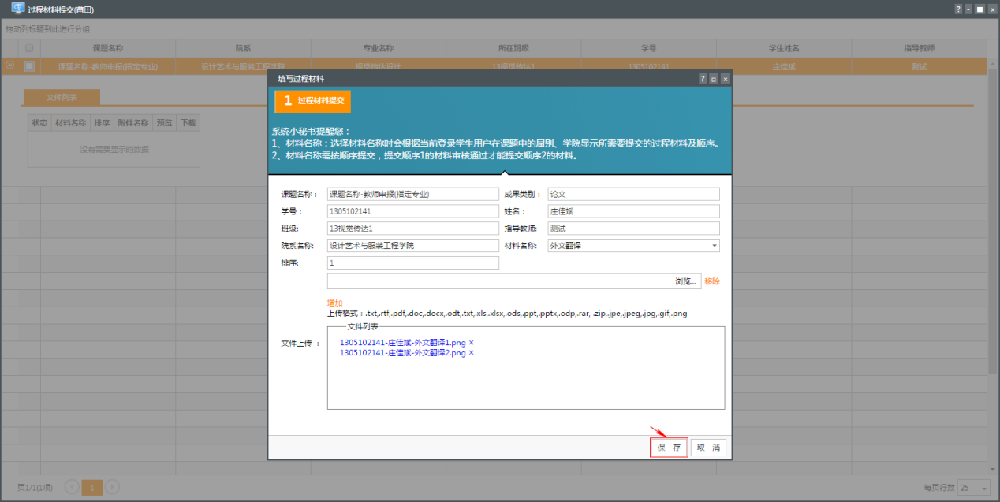 过程材料提交(莆田)
拖动列标题到此进行分组
课题名称 院系 专业名称 所在班级 学号 学生姓名 指导教师
课题名称-教师申报(指定专业) 设计艺术与服装工程学院 视觉传达设计 13视觉传达1 1305102141 庄佳斌 测试
文件列表
状态 材料名称 排序 附件名称 预览 下载
没有需要显示的数据
填写过程材料
1 过程材料提交
系统小秘书提醒您：
1、材料名称：选择材料名称时会根据当前登录学生用户在课题中的届别、学院显示所需要提交的过程材料及顺序。
2、材料名称需按顺序提交，提交顺序1的材料审核通过才能提交顺序2的材料。
课题名称： 课题名称-教师申报(指定专业) 成果类别： 论文
学号： 1305102141 姓名： 庄佳斌
班级: 13视觉传达1 指导教师: 测试
院系名称: 设计艺术与服装工程学院 材料名称: 外文翻译
排序: 1
浏览... 移除
增加
上传格式：.txt,.rtf,.pdf,.doc,.docx,.odt,.txt,.xls,.xlsx,.ods,.ppt,.pptx,.odp,.rar, .zip,.jpe,.jpeg,.jpg,.gif,.png
文件列表
文件上传 ：
1305102141-庄佳斌-外文翻译1.png ×
1305102141-庄佳斌-外文翻译2.png ×
保 存 取 消
页1/1(1项) 1 每页行数 25